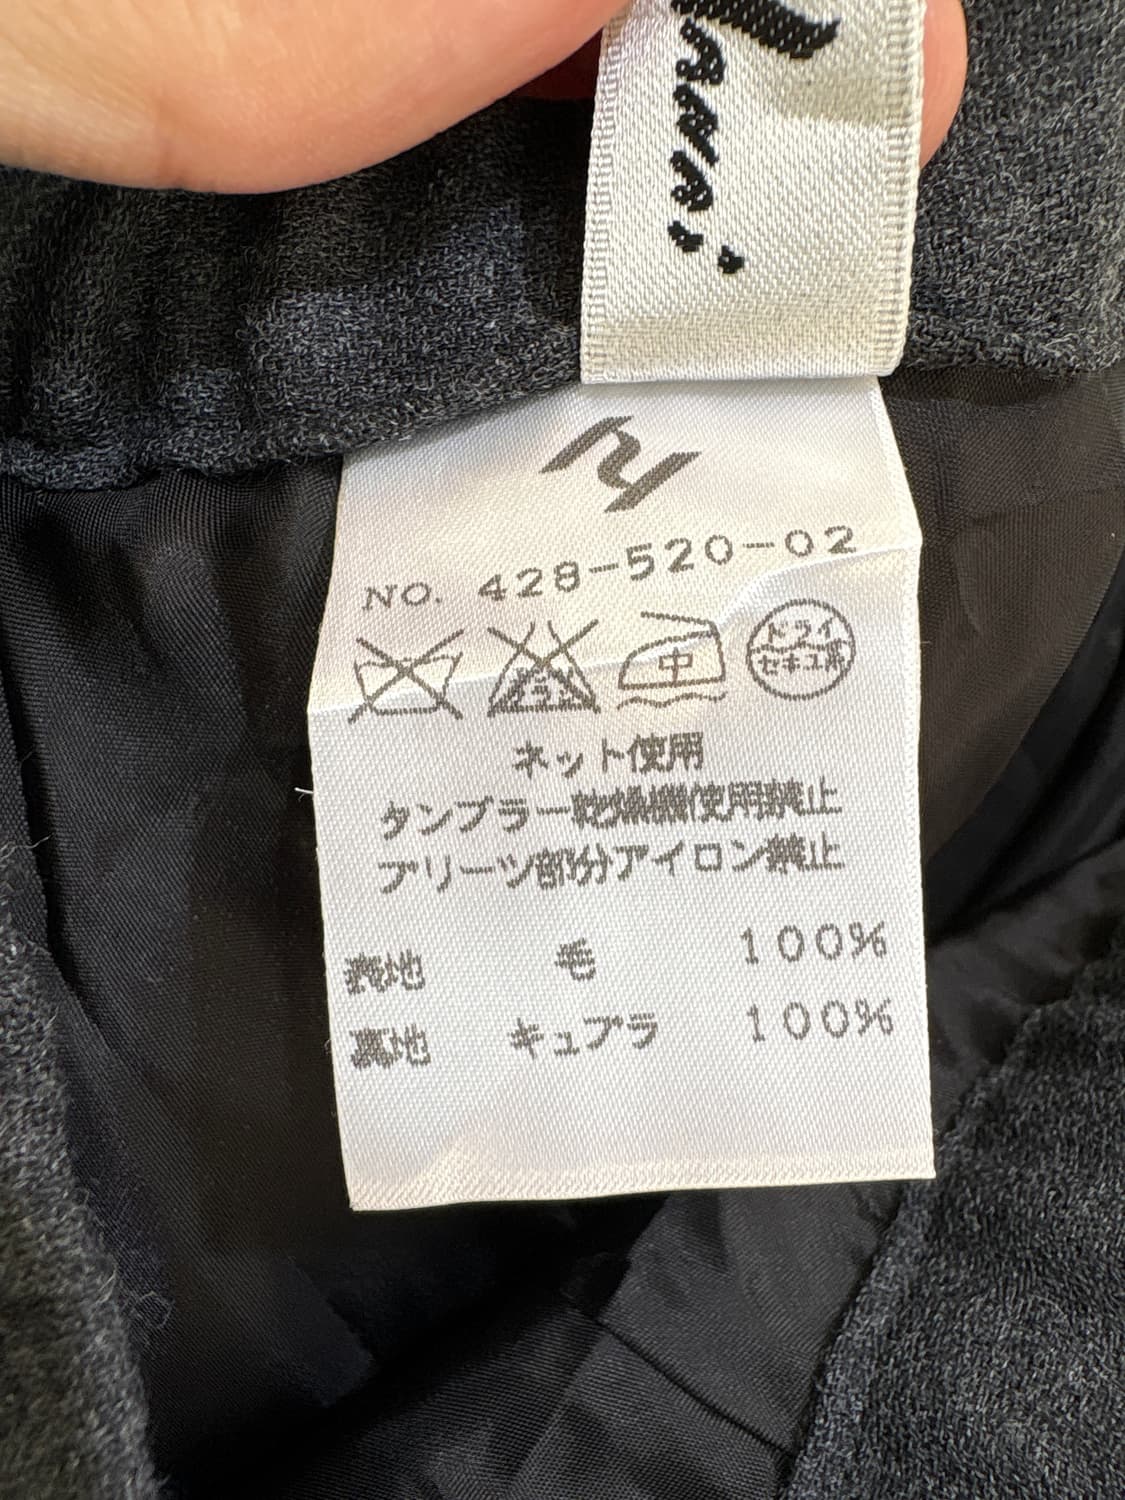 NO. 428-520-02
中
ドライ
セキユ系
ネット使用
タンブラー乾燥機使用禁止
プリーツ部分アイロン禁止
表地 毛 100%
裏地 キュプラ 100%